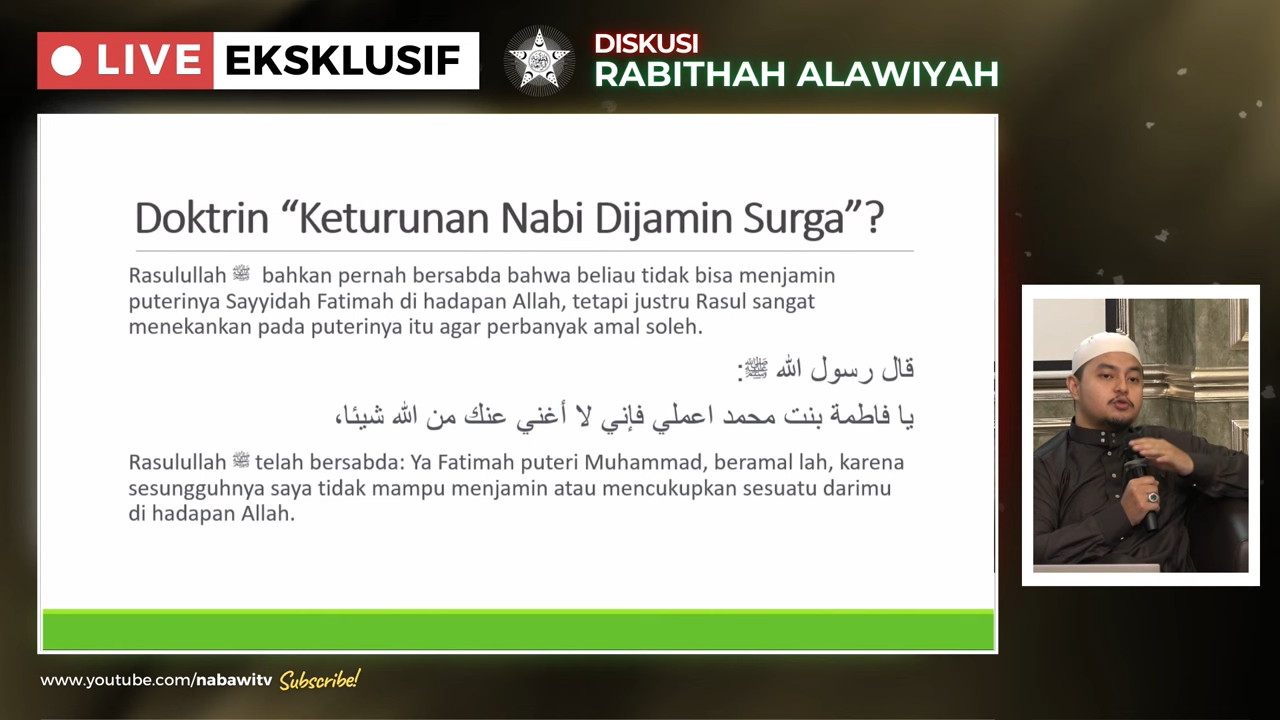 LIVE EKSKLUSIF
DISKUSI
RABITHAH ALAWIYAH
Doktrin “Keturunan Nabi Dijamin Surga”?
Rasulullah ﷺ bahkan pernah bersabda bahwa beliau tidak bisa menjamin
puterinya Sayyidah Fatimah di hadapan Allah, tetapi justru Rasul sangat
menekankan pada puterinya itu agar perbanyak amal soleh.
قال رسول الله ﷺ:
يا فاطمة بنت محمد اعملي فإني لا أغني عنك من الله شيئا،
Rasulullah ﷺ telah bersabda: Ya Fatimah puteri Muhammad, beramal lah, karena
sesungguhnya saya tidak mampu menjamin atau mencukupkan sesuatu darimu
di hadapan Allah.
www.youtube.com/nabawitv Subscribe!